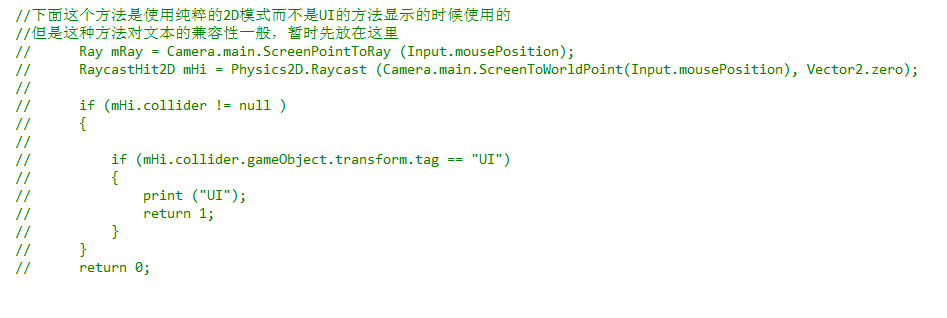 //下面这个方法是使用纯粹的2D模式而不是UI的方法显示的时候使用的
//但是这种方法对文本的兼容性一般，暂时先放在这里
//      Ray mRay = Camera.main.ScreenPointToRay (Input.mousePosition);
//      RaycastHit2D mHi = Physics2D.Raycast (Camera.main.ScreenToWorldPoint(Input.mousePosition), Vector2.zero);
//
//      if (mHi.collider != null )
//      {
//
//          if (mHi.collider.gameObject.transform.tag == "UI")
//          {
//              print ("UI");
//              return 1;
//          }
//      }
//      return 0;